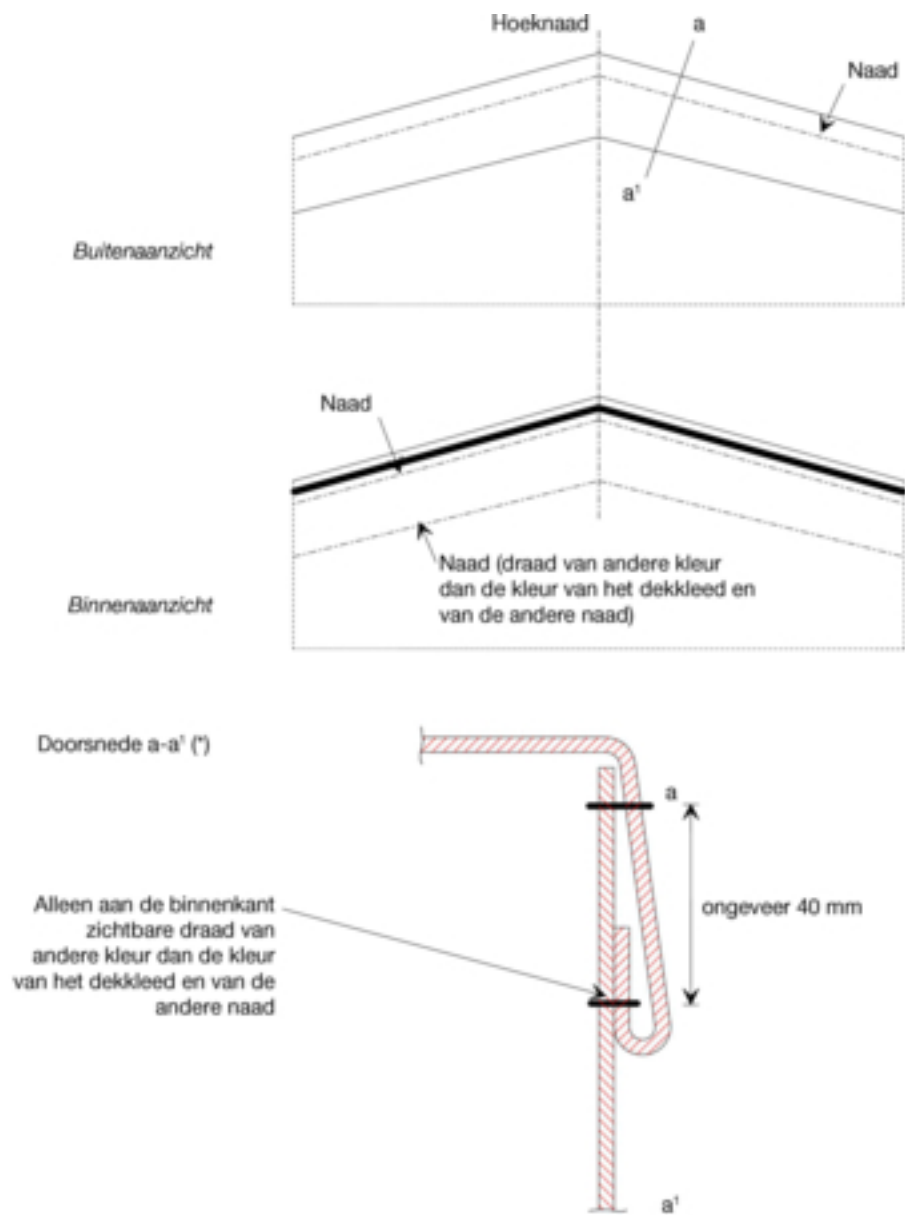 Hoeknaad
a
Naad
a¹
Buitenaanzicht
Naad
Naad (draad van andere kleur
dan de kleur van het dekkleed en
van de andere naad)
Binnenaanzicht
Doorsnede a-a¹ (*)
a
ongeveer 40 mm
Alleen aan de binnenkant
zichtbare draad van
andere kleur dan de kleur
van het dekkleed en van de
andere naad
a¹